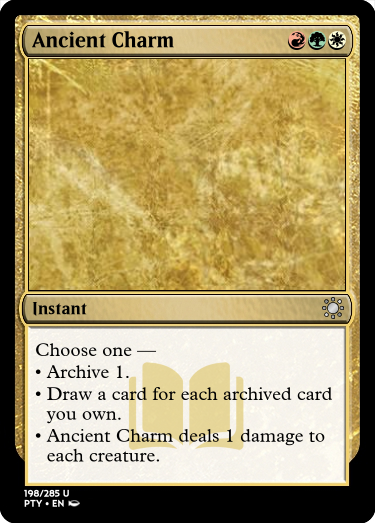 Ancient Charm
Instant
Choose one —
• Archive 1.
• Draw a card for each archived card
you own.
• Ancient Charm deals 1 damage to
each creature.
198/285 U
PTY • EN